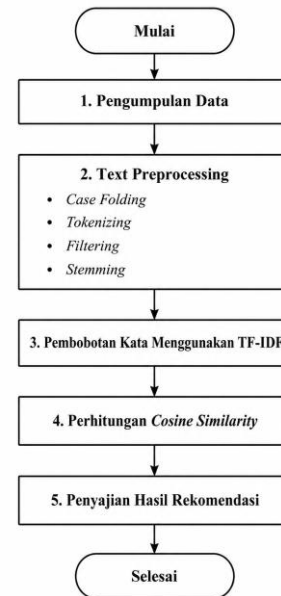 Mulai
1. Pengumpulan Data
2. Text Preprocessing
• Case Folding
• Tokenizing
• Filtering
• Stemming
3. Pembobotan Kata Menggunakan TF-IDF
4. Perhitungan Cosine Similarity
5. Penyajian Hasil Rekomendasi
Selesai